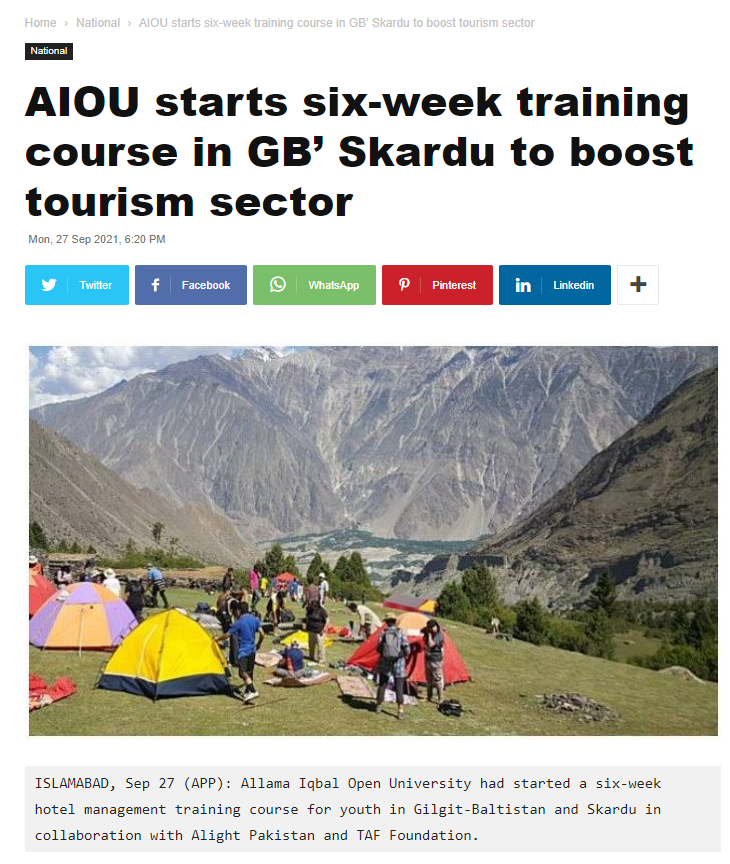 Home › National › AIOU starts six-week training course in GB' Skardu to boost tourism sector
National
AIOU starts six-week training
course in GB’ Skardu to boost
tourism sector
Mon, 27 Sep 2021, 6:20 PM
Twitter Facebook WhatsApp Pinterest Linkedin
ISLAMABAD, Sep 27 (APP): Allama Iqbal Open University had started a six-week
hotel management training course for youth in Gilgit-Baltistan and Skardu in
collaboration with Alight Pakistan and TAF Foundation.